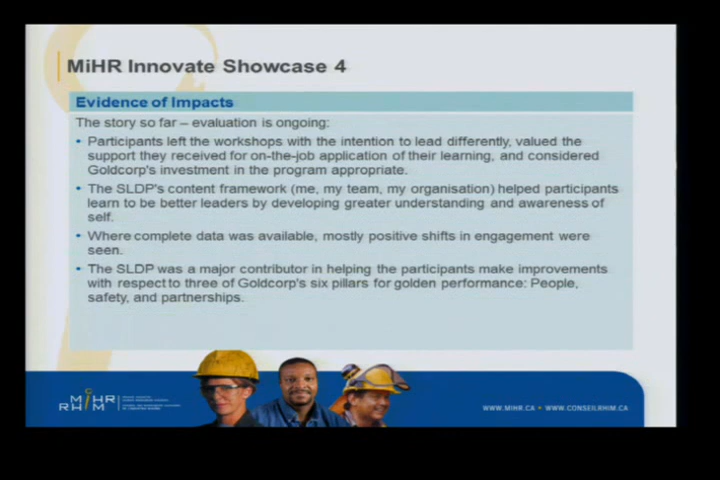 MiHR Innovate Showcase 4
Evidence of Impacts
The story so far – evaluation is ongoing:
• Participants left the workshops with the intention to lead differently, valued the
support they received for on-the-job application of their learning, and considered
Goldcorp's investment in the program appropriate.
• The SLDP's content framework (me, my team, my organisation) helped participants
learn to be better leaders by developing greater understanding and awareness of
self.
• Where complete data was available, mostly positive shifts in engagement were
seen.
• The SLDP was a major contributor in helping the participants make improvements
with respect to three of Goldcorp's six pillars for golden performance: People,
safety, and partnerships.
MiHR
RHiM
WWW.MIHR.CA • WWW.CONSEILRHIM.CA